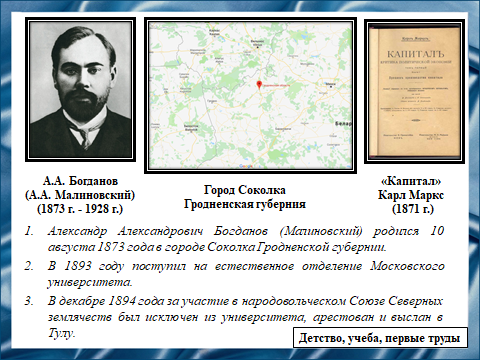 КАПИТАЛЪ
Белар
А.А. Богданов
(А.А. Малиновский)
(1873 г. - 1928 г.)
Город Соколка
Гродненская губерния
«Капитал»
Карл Маркс
(1871 г.)
1. Александр Александрович Богданов (Малиновский) родился 10
августа 1873 года в городе Соколка Гродненской губернии.
2. В 1893 году поступил на естественное отделение Московского
университета.
3. В декабре 1894 года за участие в народовольческом Союзе Северных
землячеств был исключен из университета, арестован и выслан в
Тулу.
Детство, учеба, первые труды